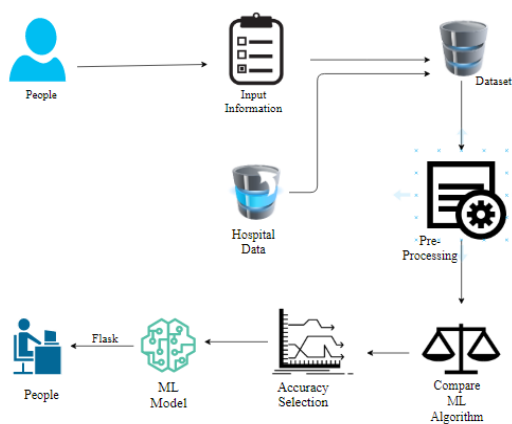 People
Input
Information
Dataset
Hospital
Data
Pre-
Processing
Flask
People
ML
Model
Accuracy
Selection
Compare
ML
Algorithm